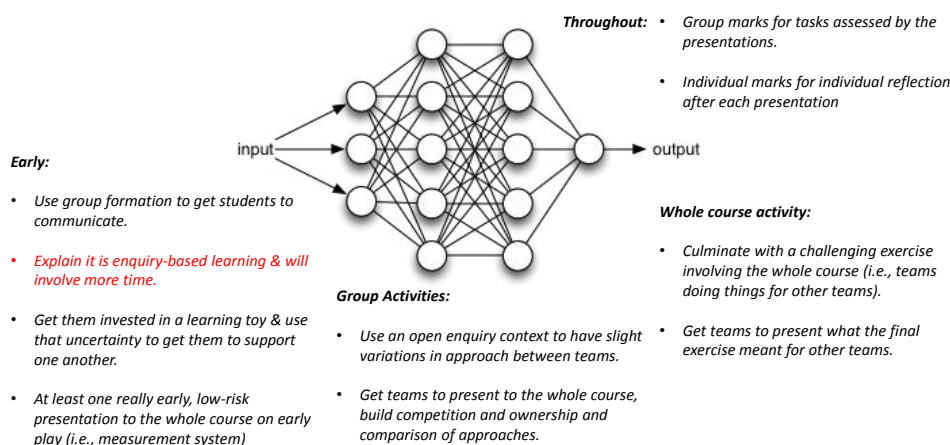 Throughout:
• Group marks for tasks assessed by the
presentations.
• Individual marks for individual reflection
after each presentation
input
output
Early:
• Use group formation to get students to
communicate.
• Explain it is enquiry-based learning & will
involve more time.
• Get them invested in a learning toy & use
that uncertainty to get them to support
one another.
• At least one really early, low-risk
presentation to the whole course on early
play (i.e., measurement system)
Group Activities:
• Use an open enquiry context to have slight
variations in approach between teams.
• Get teams to present to the whole course,
build competition and ownership and
comparison of approaches.
Whole course activity:
• Culminate with a challenging exercise
involving the whole course (i.e., teams
doing things for other teams).
• Get teams to present what the final
exercise meant for other teams.